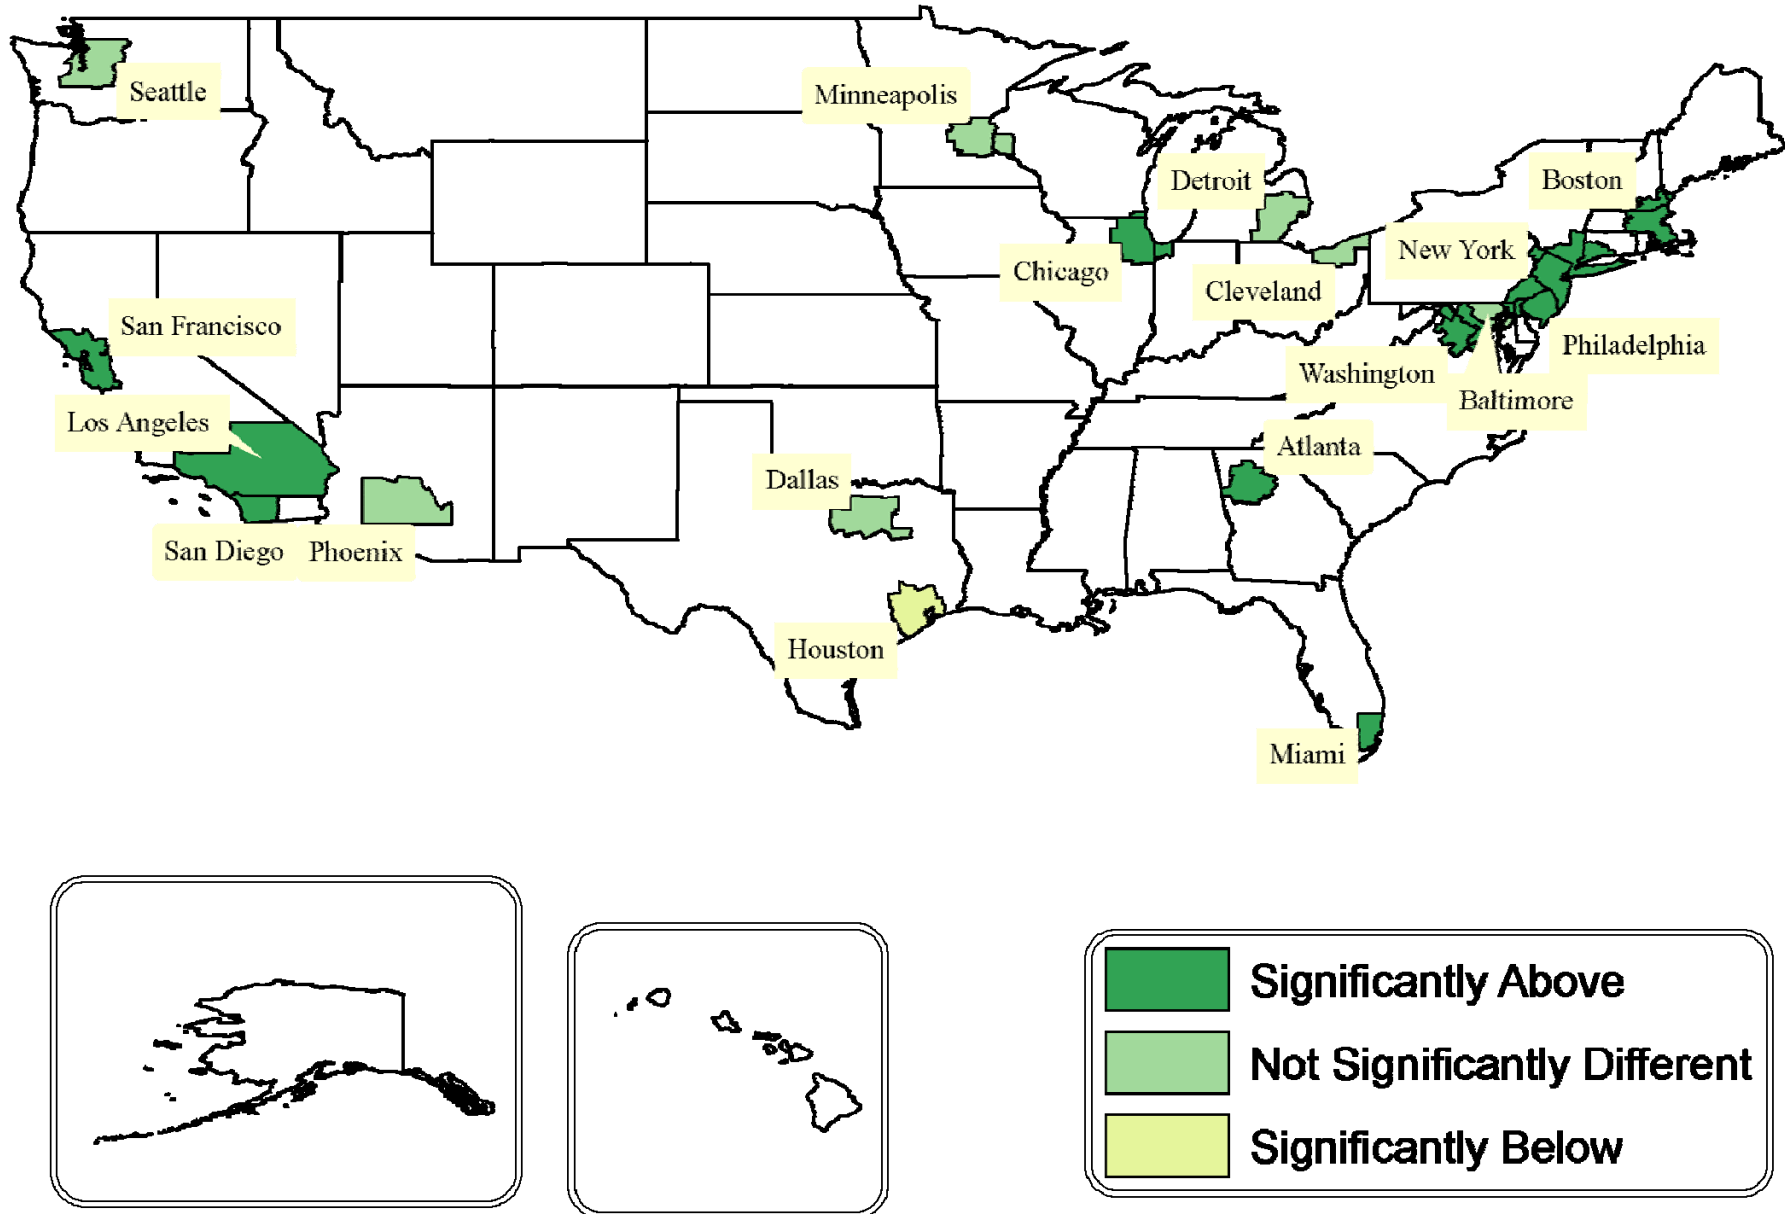 Seattle
Minneapolis
Detroit
Boston
New York
Chicago
Cleveland
San Francisco
Philadelphia
Washington
Baltimore
Los Angeles
Atlanta
Dallas
San Diego
Phoenix
Houston
Miami
Significantly Above
Not Significantly Different
Significantly Below